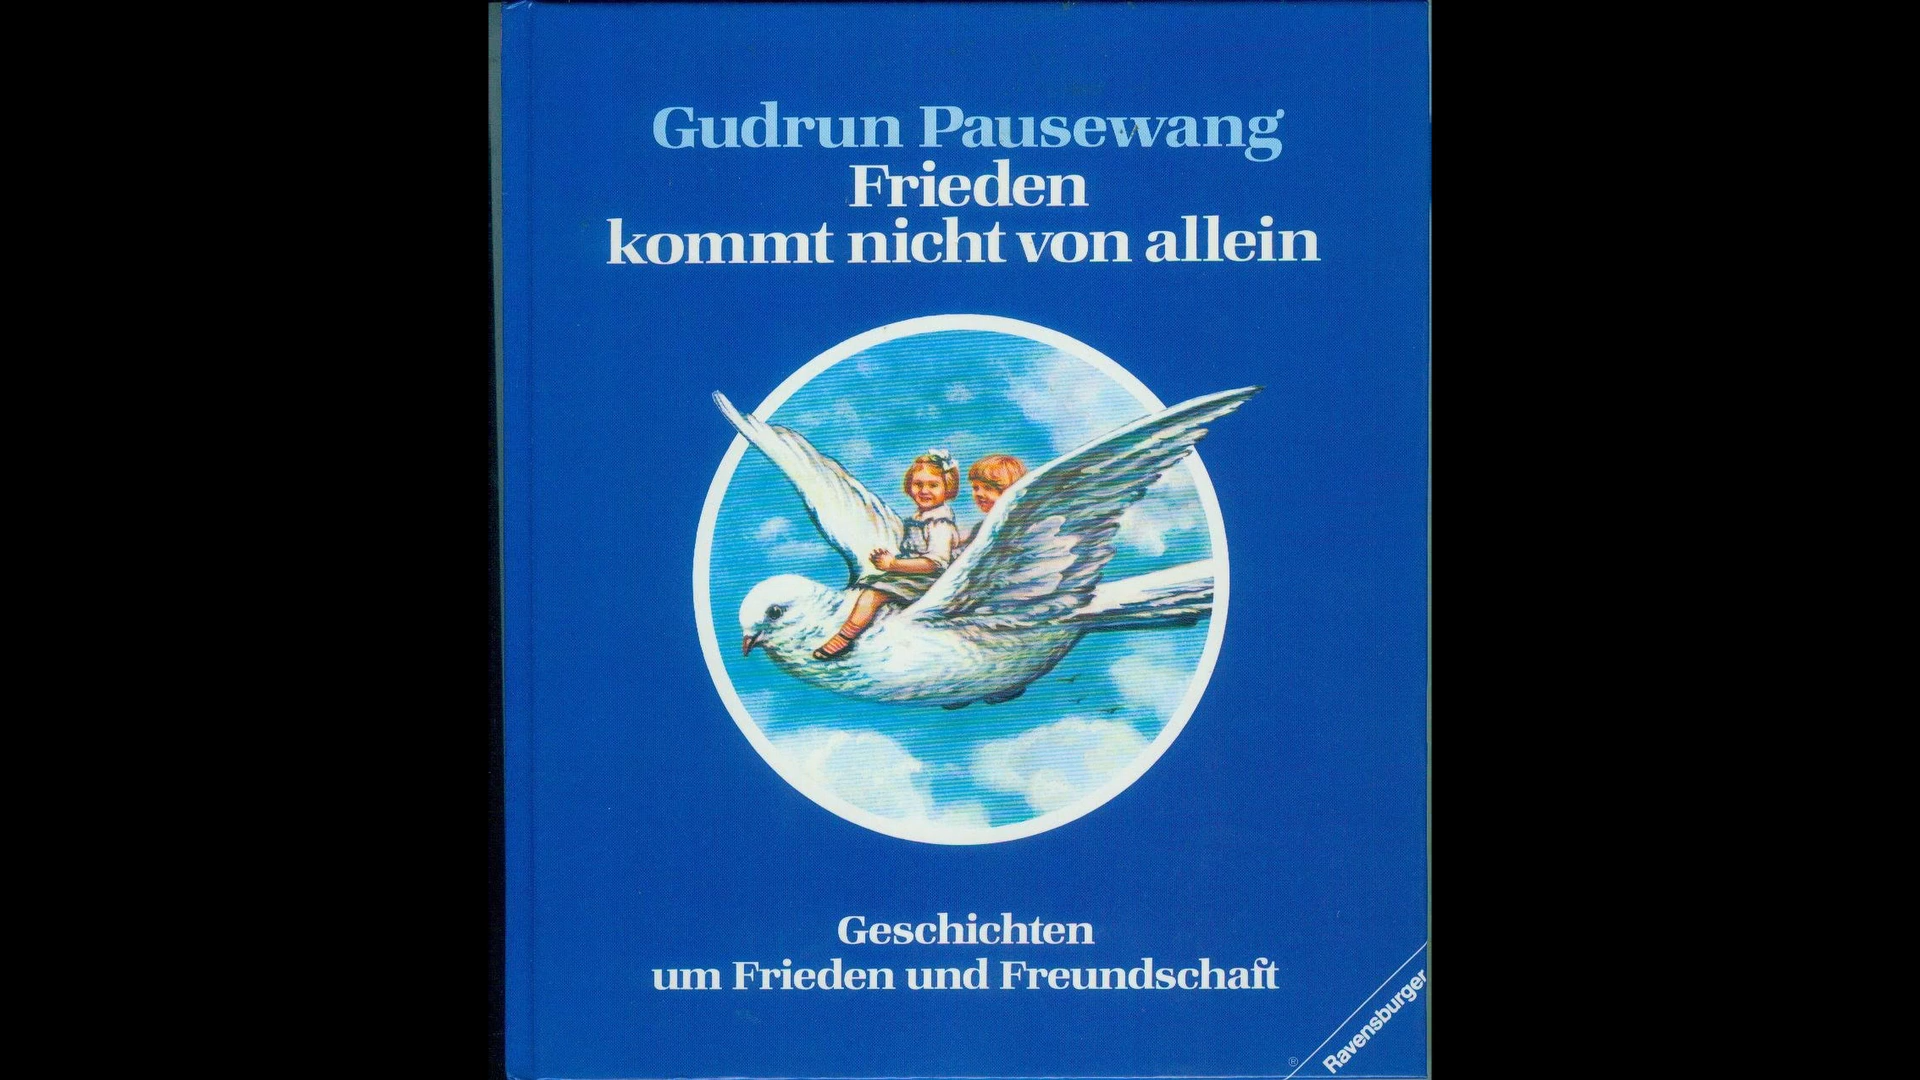 Gudrun Pausewang
Frieden
kommt nicht von allein
Geschichten
um Frieden und Freundschaft
® Ravensburger